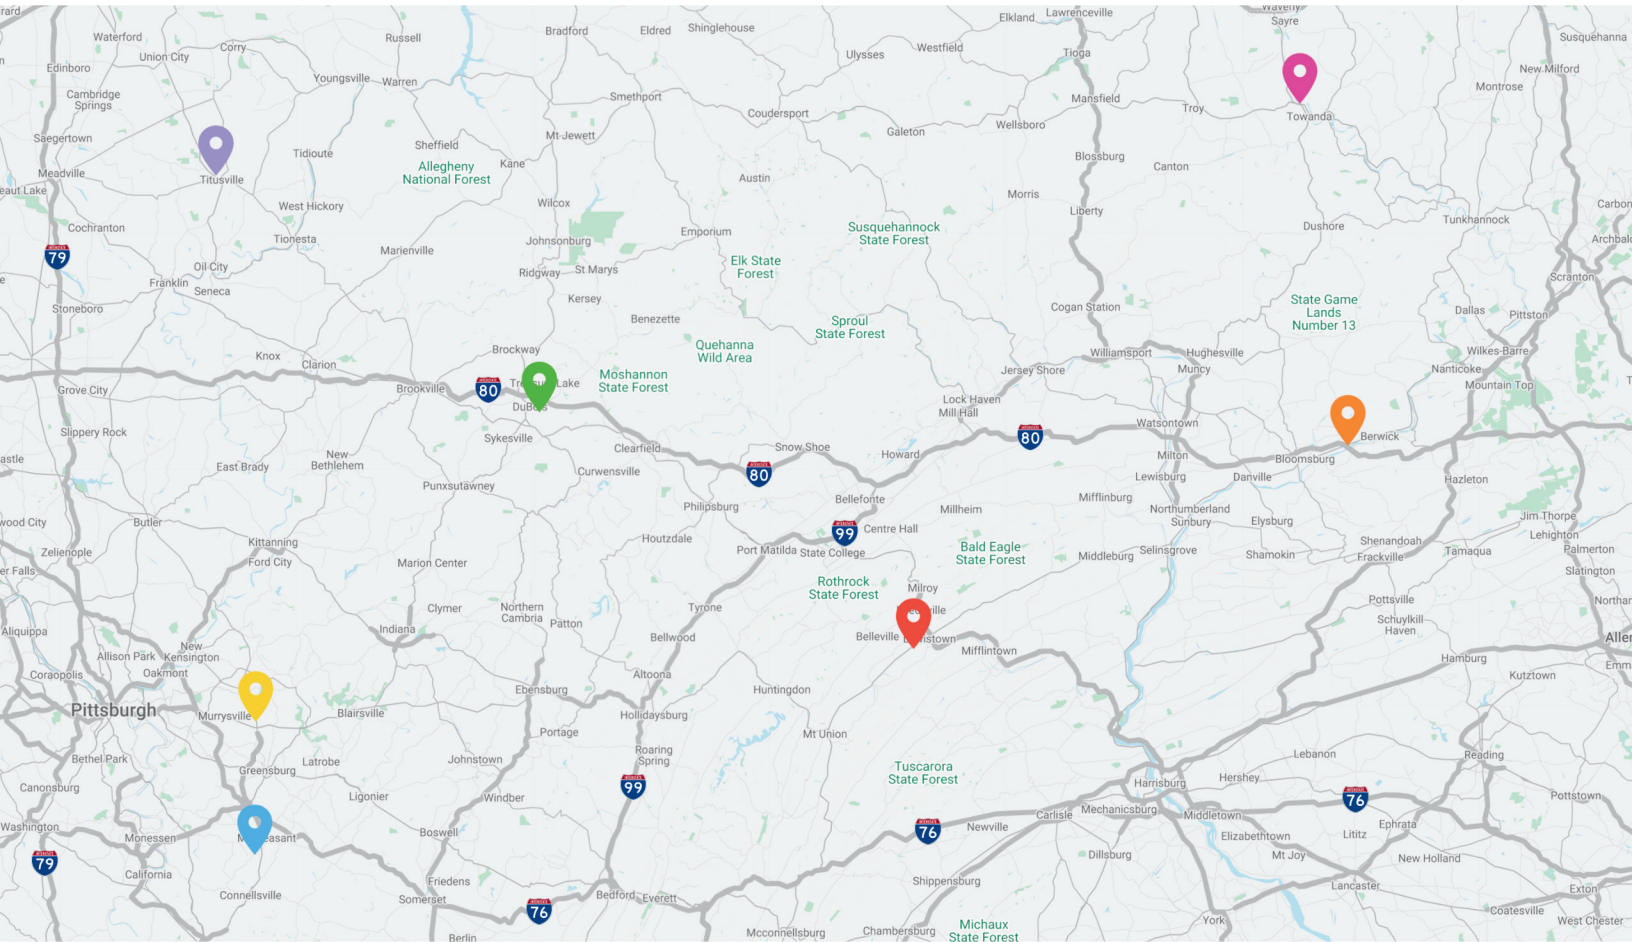 rard
Waterford
Corry
Russell
Bradford
Eldred
Shinglehouse
Elkland
Lawrenceville
Waverly
Sayre
Susquehanna
Union City
Ulysses
Westfield
Tioga
Edinboro
Youngsville
Warren
New Milford
Cambridge
Springs
Smethport
Coudersport
Mansfield
Troy
Towanda
Montrose
Saegertown
Mt Jewett
Galeton
Wellsboro
Sheffield
Tidioute
Kane
Allegheny
National Forest
Blossburg
Canton
Meadville
Titusville
Austin
eaut Lake
West Hickory
Wilcox
Morris
Liberty
Carbon
Cochranton
Tionesta
Marienville
Johnsonburg
Emporium
Susquehannock
State Forest
Dushore
Tunkhannock
Archbald
79
Oil City
Franklin
Seneca
Ridgway
St Marys
Elk State
Forest
Scranton
e
Stoneboro
Kersey
Benezette
Sproul
State Forest
Cogan Station
State Game
Lands
Number 13
Dallas
Pittston
Knox
Clarion
Brockway
Quehanna
Wild Area
Williamsport
Hughesville
Muncy
Wilkes-Barre
Nanticoke
Jersey Shore
Mountain Top
T
Grove City
Brookville
80
Lake
DuBois
Moshannon
State Forest
Lock Haven
Mill Hall
Watsontown
Berwick
Slippery Rock
Sykesville
Clearfield
Snow Shoe
Howard
80
Milton
Bloomsburg
astle
East Brady
New
Bethlehem
Punxsutawney
Curwensville
80
Lewisburg
Danville
Hazleton
Bellefonte
Mifflinburg
Philipsburg
Millheim
Northumberland
Sunbury
Elysburg
Jim Thorpe
wood City
Butler
Houtzdale
99
Centre Hall
Lehighton
Zelienople
Kittanning
Ford City
Marion Center
Port Matilda
State College
Bald Eagle
State Forest
Middleburg
Selinsgrove
Shamokin
Shenandoah
Frackville
Tamaqua
Palmerton
Slatington
er Falls
Rothrock
State Forest
Milroy
Clymer
Northern
Cambria
Patton
Tyrone
Pottsville
Northam
Aliquippa
Indiana
Bellwood
Belleville
Mifflintown
Schuylkill
Haven
Aller
Emm
Allison Park
New
Kensington
Oakmont
Coraopolis
Altoona
Hamburg
Kutztown
Pittsburgh
Murrysville
Blairsville
Ebensburg
Hollidaysburg
Huntingdon
Portage
Mt Union
Bethel Park
Latrobe
Greensburg
Johnstown
Roaring
Spring
Lebanon
Reading
Canonsburg
Ligonier
Windber
99
Tuscarora
State Forest
Harrisburg
Hershey
76
Pottstown
Washington
Monessen
Boswell
76
Newville
Carlisle
Mechanicsburg
Middletown
Elizabethtown
Lititz
Ephrata
79
California
Dillsburg
Mt Joy
New Holland
Connellsville
Friedens
Somerset
Bedford
Everett
Shippensburg
Lancaster
Exton
76
Berlin
Mcconnellsburg
Chambersburg
Michaux
State Forest
York
Coatesville
West Chester